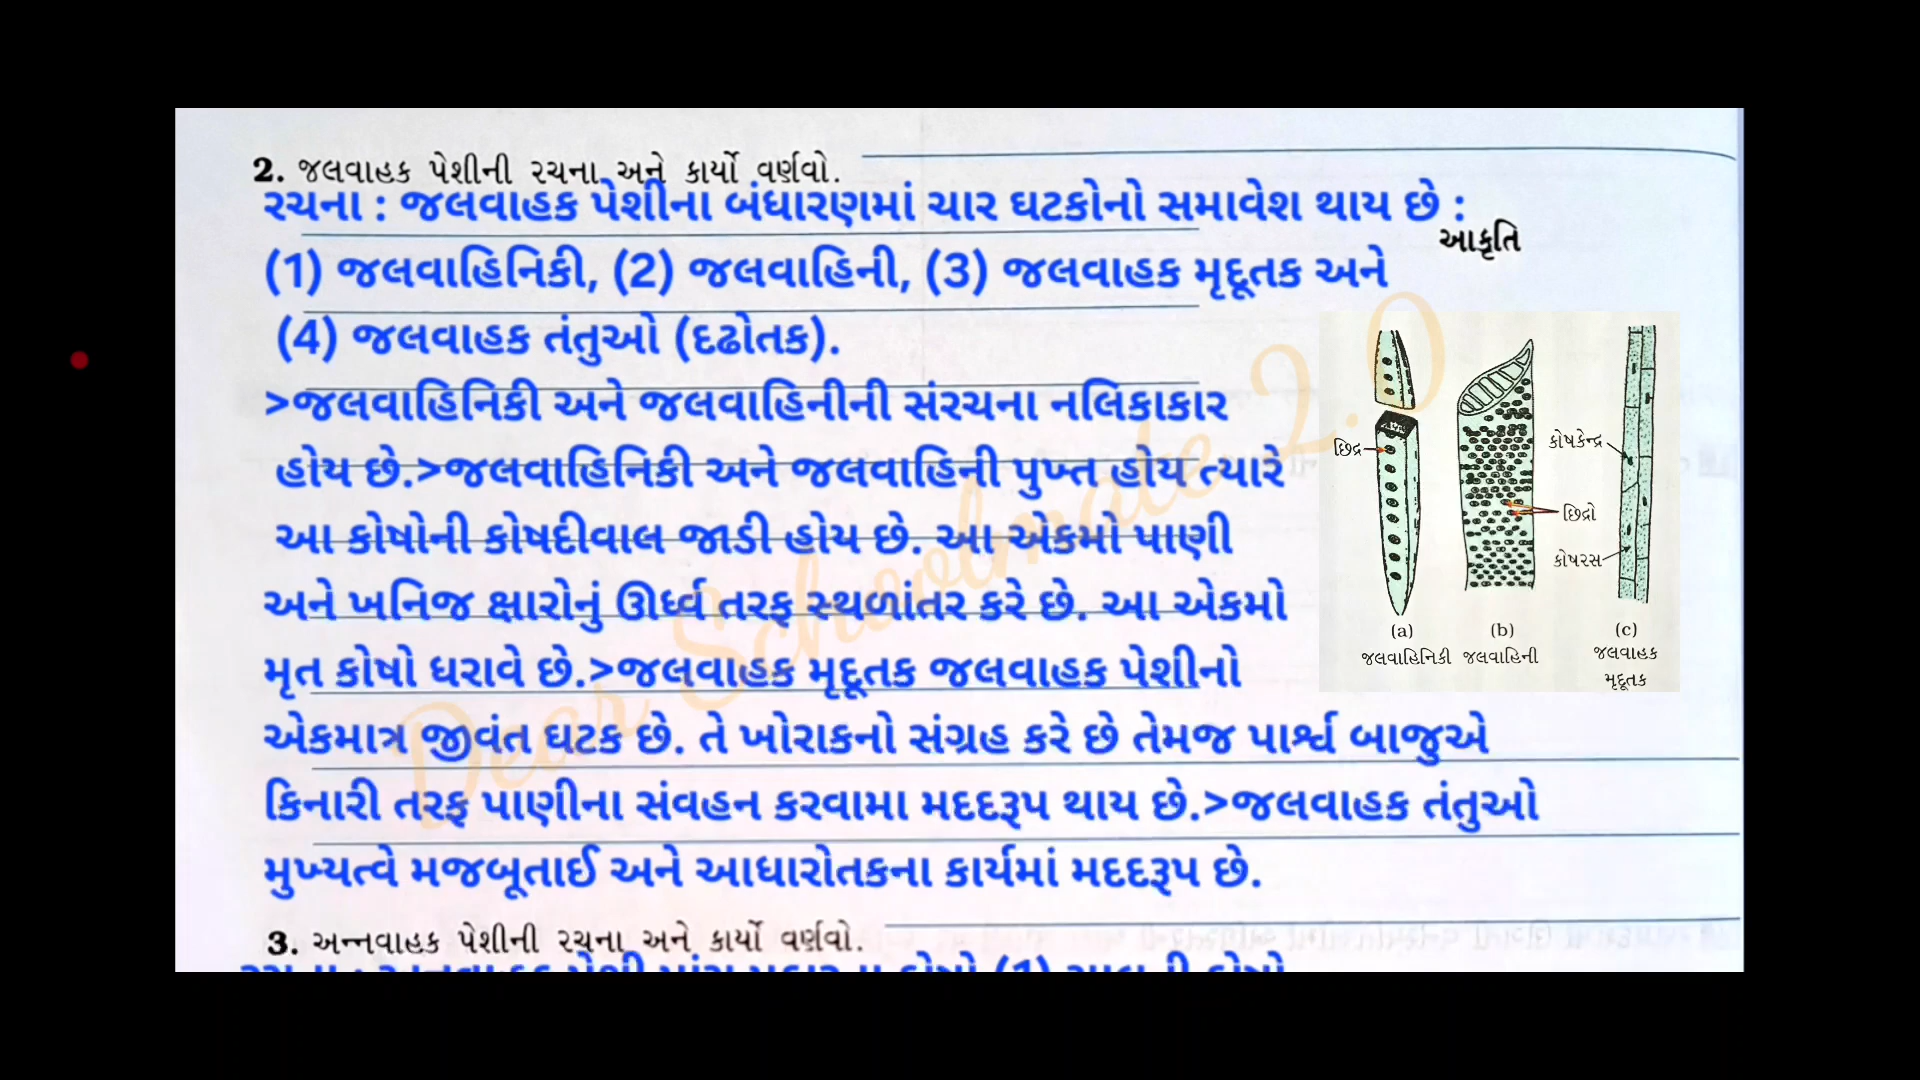 2. જલવાહક પેશીની રચના અને કાર્યો વર્ણવો.
રચના : જલવાહક પેશીના બંધારણમાં ચાર ઘટકોનો સમાવેશ થાય છે :
આકૃતિ
(1) જલવાહિનિકી, (2) જલવાહિની, (3) જલવાહક મૃદૂતક અને
(4) જલવાહક તંતુઓ (દઢોતક).
>જલવાહિનિકી અને જલવાહિનીની સંરચના નલિકાકાર
હોય છે.>જલવાહિનિકી અને જલવાહિની પુખ્ત હોય ત્યારે
આ કોષોની કોષદીવાલ જાડી હોય છે. આ એકમો પાણી
અને ખનિજ ક્ષારોનું ઊર્ધ્વ તરફ સ્થળાંતર કરે છે. આ એકમો
મૃત કોષો ધરાવે છે.>જલવાહક મૃદૂતક જલવાહક પેશીનો
એકમાત્ર જીવંત ઘટક છે. તે ખોરાકનો સંગ્રહ કરે છે તેમજ પાર્શ્વ બાજુએ
કિનારી તરફ પાણીના સંવહન કરવામા મદદરૂપ થાય છે.>જલવાહક તંતુઓ
મુખ્યત્વે મજબૂતાઈ અને આધારોતકના કાર્યમાં મદદરૂપ છે.
છિદ્ર
કોષકેન્દ્ર
છિદ્રો
કોષરસ
(a) (b) (c)
જલવાહિનિકી જલવાહિની જલવાહક
મૃદૂતક
Dear Schoolmate 2.0
3. અન્નવાહક પેશીની રચના અને કાર્યો વર્ણવો.